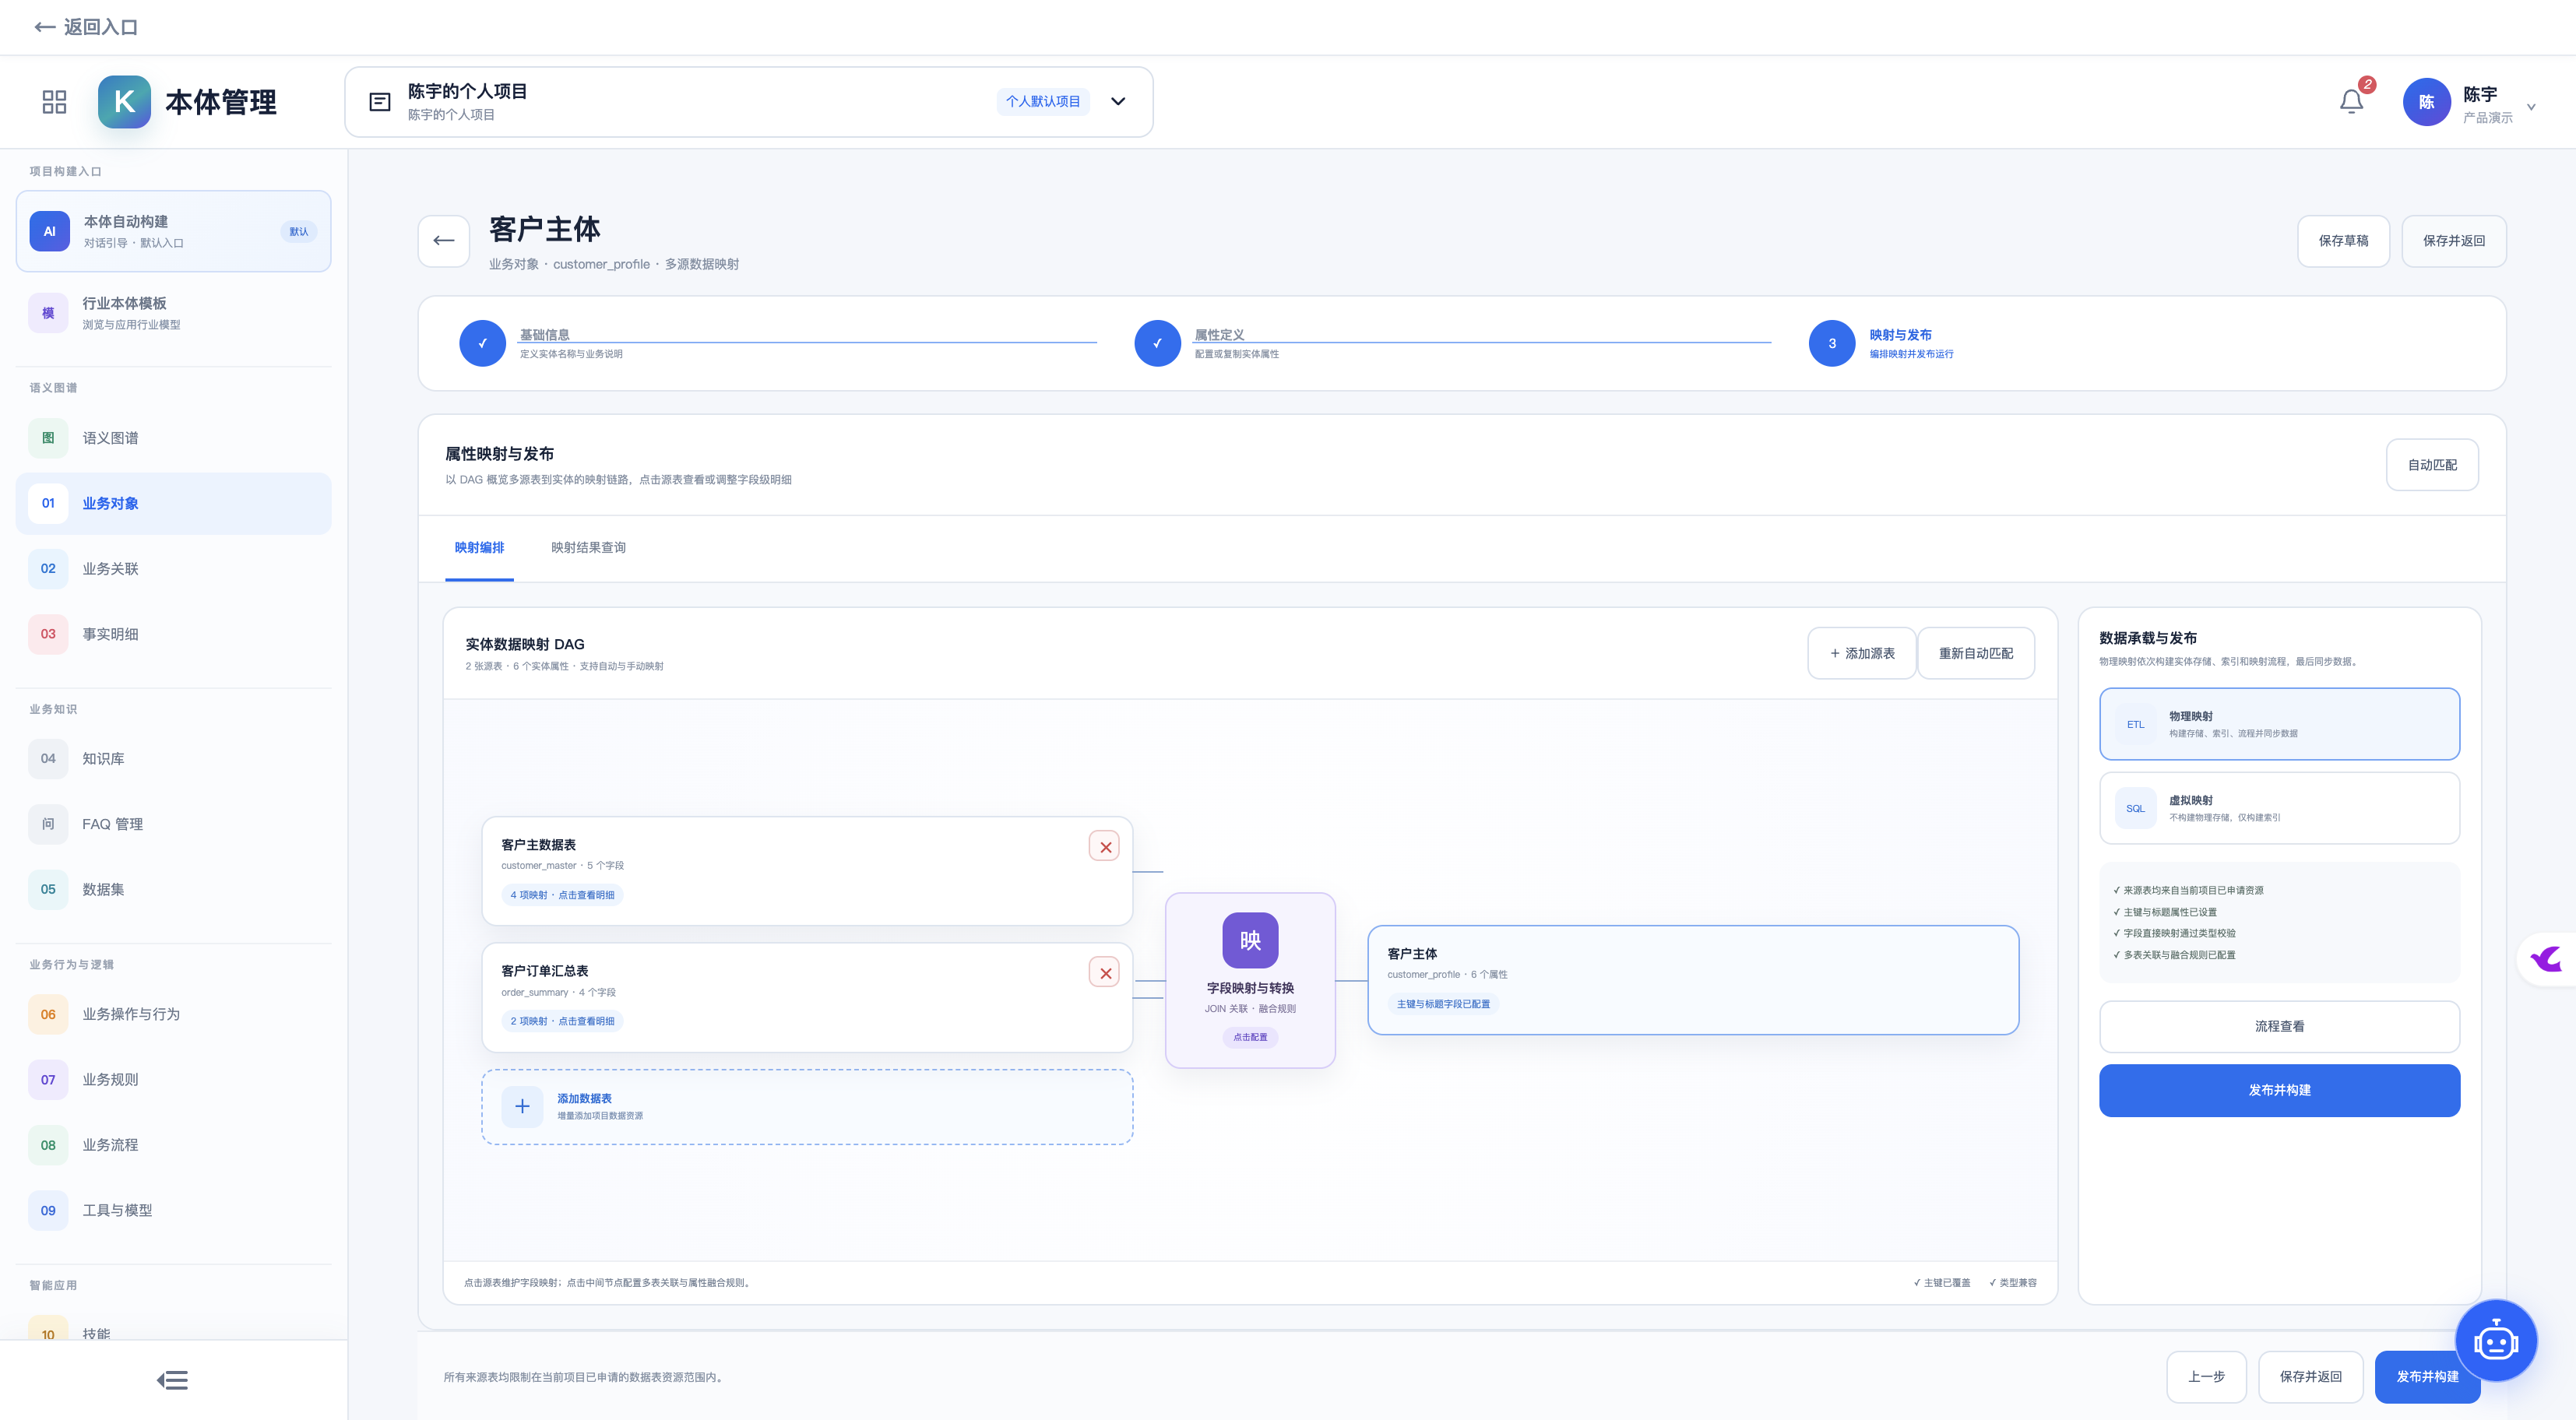 ← 返回入口
K 本体管理
陈宇的个人项目
陈宇的个人项目
个人默认项目
2
陈
陈宇
产品演示
项目构建入口
AI
本体自动构建
对话引导 · 默认入口
默认
模
行业本体模板
浏览与应用行业模型
语义图谱
图 语义图谱
01 业务对象
02 业务关联
03 事实明细
业务知识
04 知识库
问 FAQ 管理
05 数据集
业务行为与逻辑
06 业务操作与行为
07 业务规则
08 业务流程
09 工具与模型
智能应用
10 技能
←
客户主体
业务对象 · customer_profile · 多源数据映射
保存草稿
保存并返回
✓
基础信息
定义实体名称与业务说明
✓
属性定义
配置或复制实体属性
3
映射与发布
编排映射并发布运行
属性映射与发布
以 DAG 概览多源表到实体的映射链路，点击源表查看或调整字段级明细
自动匹配
映射编排
映射结果查询
实体数据映射 DAG
2 张源表 · 6 个实体属性 · 支持自动与手动映射
+ 添加源表
重新自动匹配
客户主数据表
customer_master · 5 个字段
4 项映射 · 点击查看明细
客户订单汇总表
order_summary · 4 个字段
2 项映射 · 点击查看明细
+
添加数据表
增量添加项目数据资源
映
字段映射与转换
JOIN 关联 · 融合规则
点击配置
客户主体
customer_profile · 6 个属性
主键与标题字段已配置
点击源表维护字段映射；点击中间节点配置多表关联与属性融合规则。
✓ 主键已覆盖
✓ 类型兼容
数据承载与发布
物理映射依次构建实体存储、索引和映射流程，最后同步数据。
ETL
物理映射
构建存储、索引、流程并同步数据
SQL
虚拟映射
不构建物理存储，仅构建索引
✓ 来源表均来自当前项目已申请资源
✓ 主键与标题属性已设置
✓ 字段直接映射通过类型校验
✓ 多表关联与融合规则已配置
流程查看
发布并构建
所有来源表均限制在当前项目已申请的数据表资源范围内。
上一步
保存并返回
发布并构建